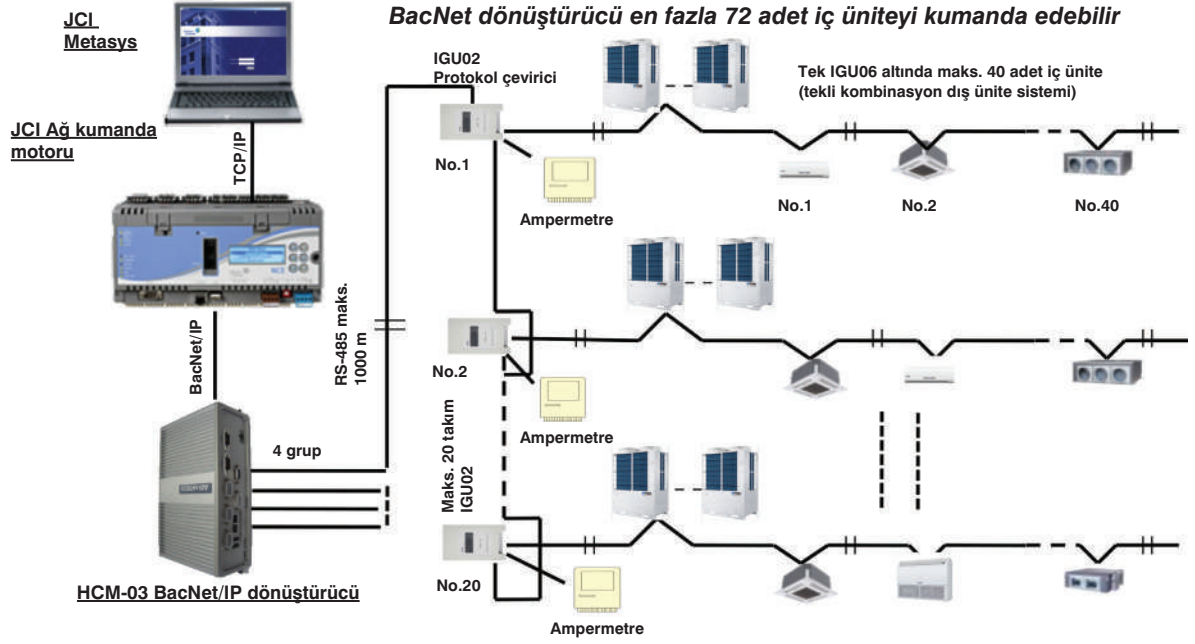 JCI
Metasys
BacNet dönüştürücü en fazla 72 adet iç üniteyi kumanda edebilir
IGU02
Protokol çevirici
Tek IGU06 altında maks. 40 adet iç ünite
(tekli kombinasyon dış ünite sistemi)
JCI Ağ kumanda
motoru
TCP/IP
No.1
Ampermetre
No.1
No.2
No.40
RS-485 maks.
1000 m
BacNet/IP
No.2
Ampermetre
4 grup
Maks. 20 takım
IGU02
No.20
HCM-03 BacNet/IP dönüştürücü
Ampermetre